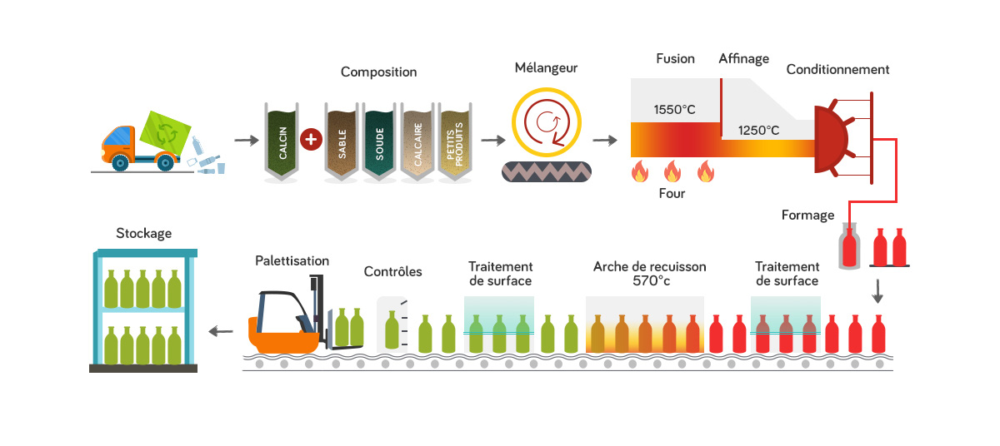 Composition
Mélangeur
Fusion
Affinage
Conditionnement
CALCIN
SABLE
SOUDE
CALCAIRE
PETITS
PRODUITS
1550°C
1250°C
Four
Formage
Stockage
Palettisation
Contrôles
Traitement
de surface
Arche de recuisson
570°c
Traitement
de surface